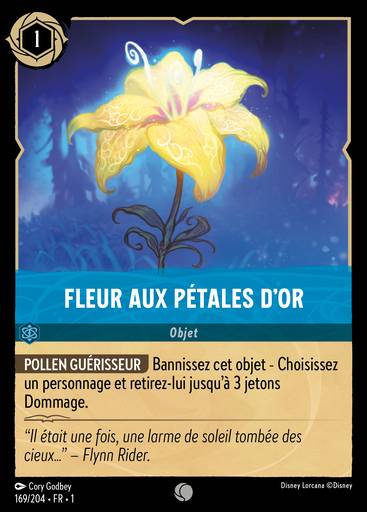 1
FLEUR AUX PÉTALES D'OR
Objet
POLLEN GUÉRISSEUR Bannissez cet objet - Choisissez
un personnage et retirez-lui jusqu'à 3 jetons
Dommage.
"Il était une fois, une larme de soleil tombée des
cieux..." – Flynn Rider.
Cory Godbey
Disney Lorcana ©Disney
169/204 • FR • 1